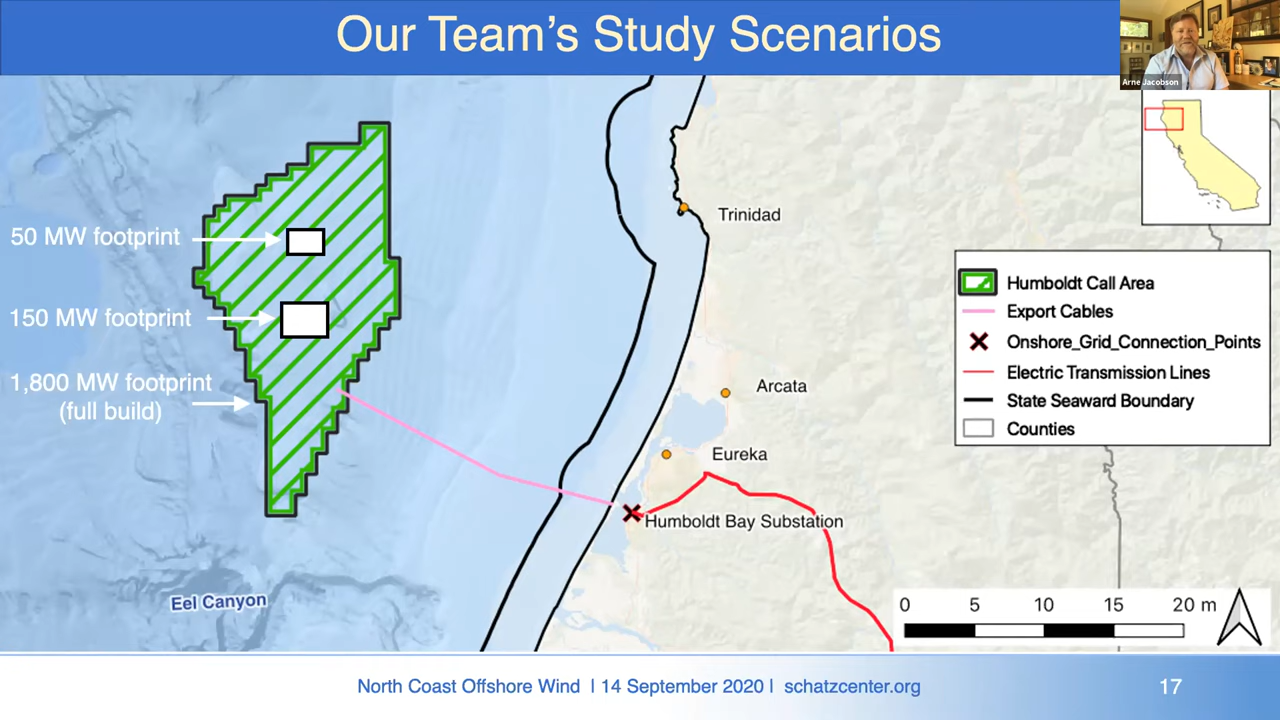 Our Team's Study Scenarios
Arne Jacobson
50 MW footprint
150 MW footprint
1,800 MW footprint
(full build)
Trinidad
Arcata
Eureka
Humboldt Bay Substation
Eel Canyon
Humboldt Call Area
Export Cables
Onshore_Grid_Connection_Points
Electric Transmission Lines
State Seaward Boundary
Counties
0 5 10 15 20 m
North Coast Offshore Wind | 14 September 2020 | schatzcenter.org
17